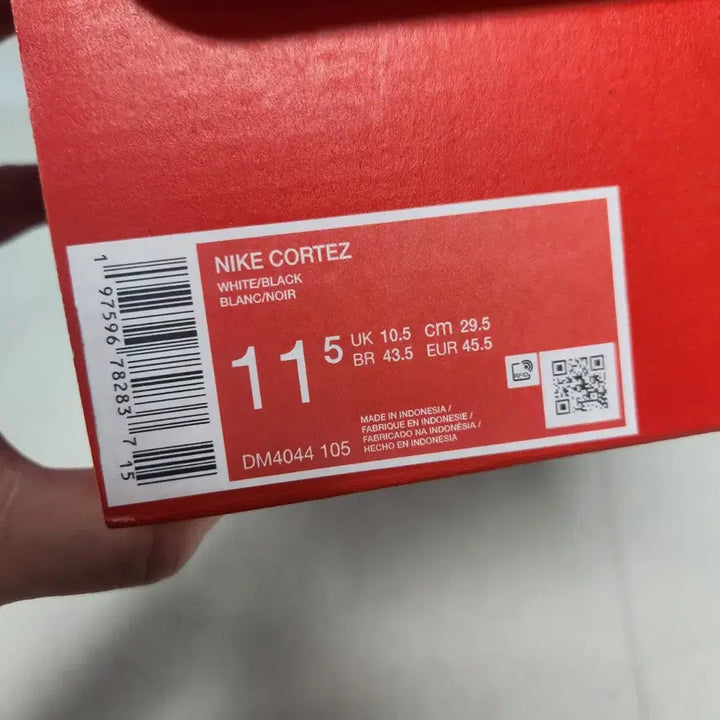 NIKE CORTEZ
WHITE/BLACK
BLANC/NOIR
11 5
UK 10.5 cm 29.5
BR 43.5 EUR 45.5
RFID
MADE IN INDONESIA /
FABRIQUE EN INDONESIE /
FABRICADO NA INDONÉSIA /
HECHO EN INDONESIA
DM4044 105
1 97596 78283 7 15